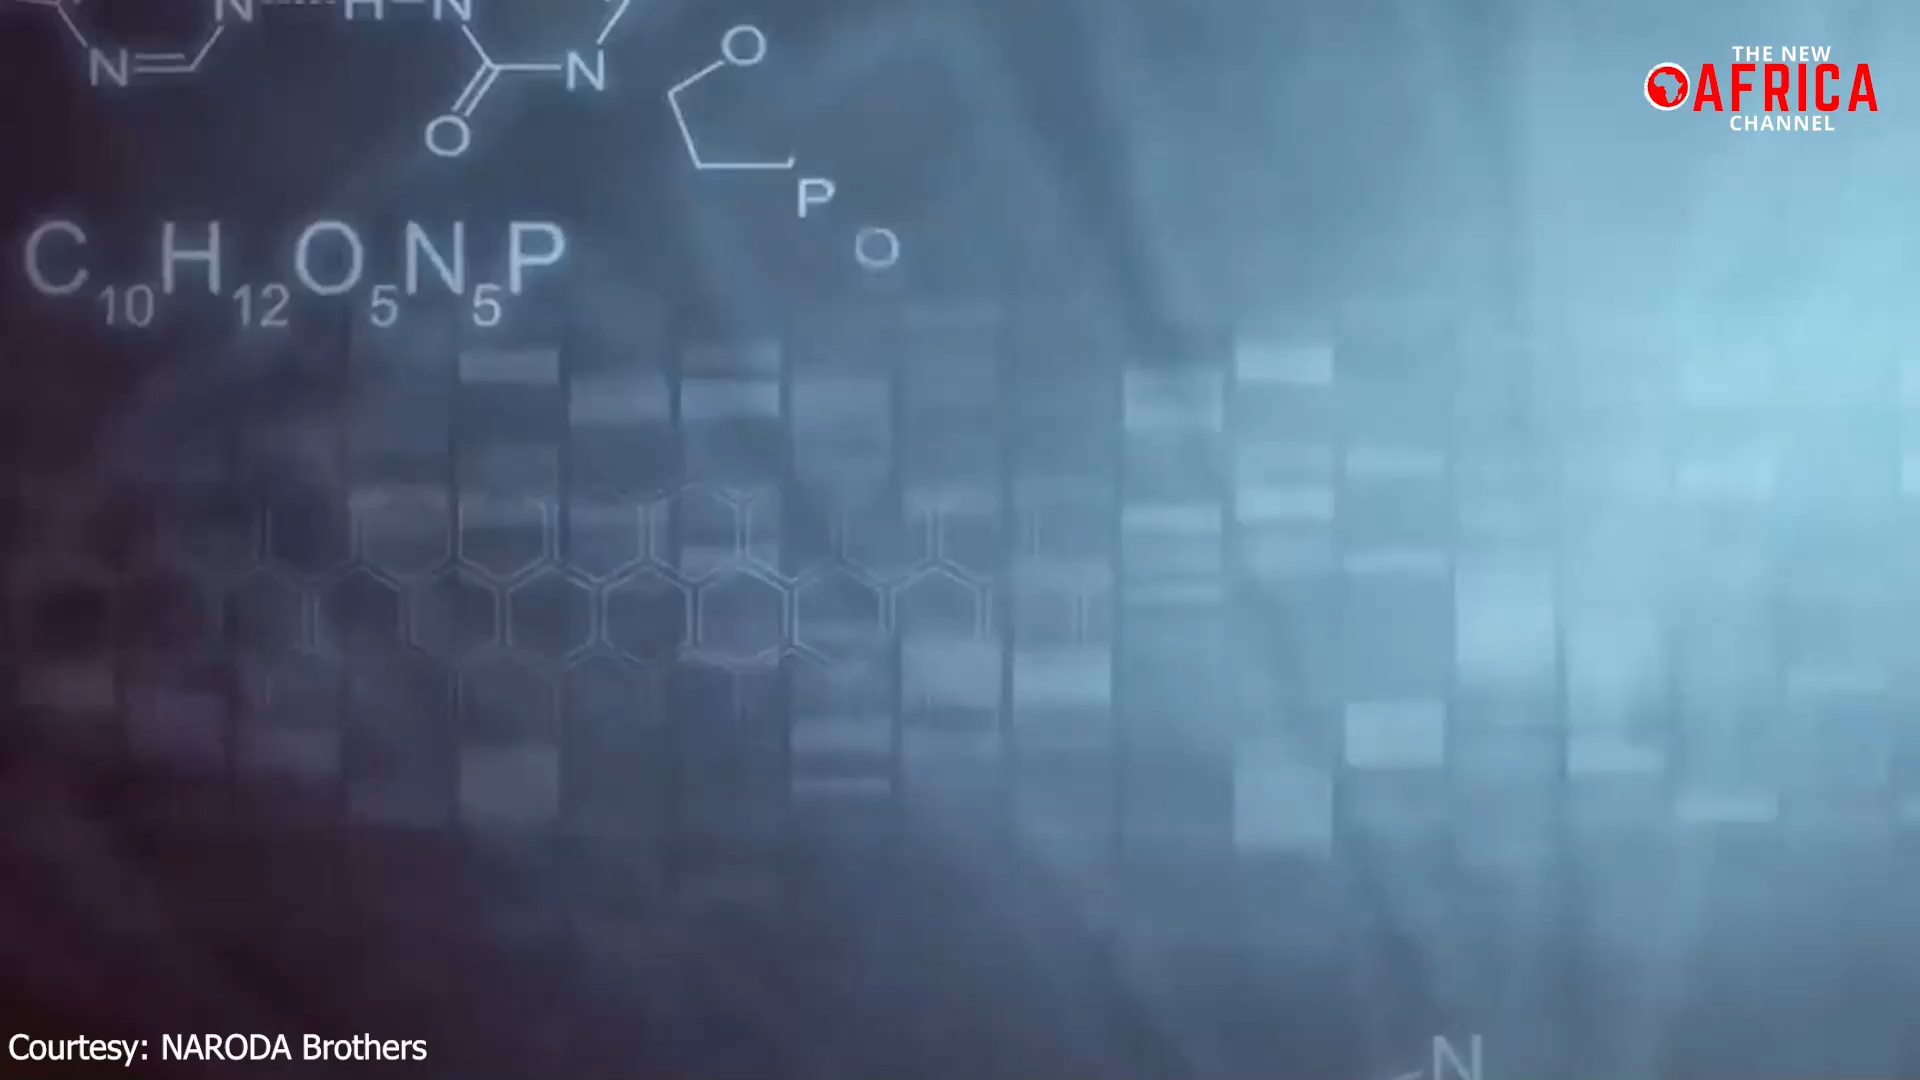 N H N
N N
O
O
P
O
C10H12O5N5P
THE NEW
AFRICA
CHANNEL
N
Courtesy: NARODA Brothers